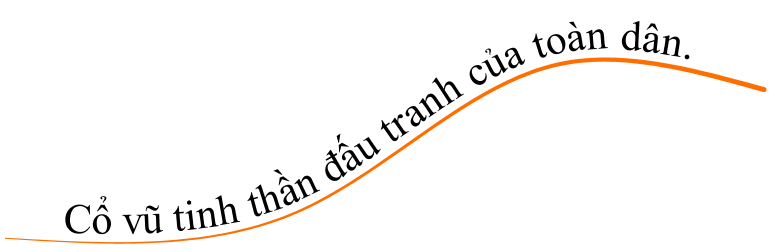 Cổ vũ tinh thần đấu tranh của toàn dân.